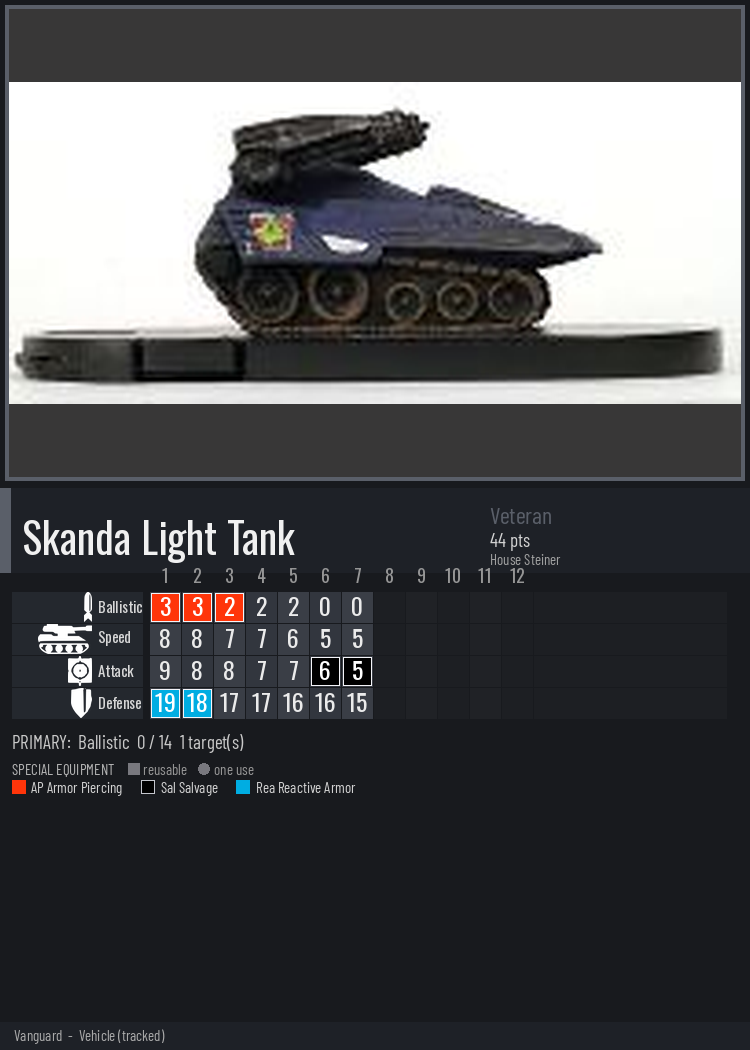 Skanda Light Tank
Veteran
44 pts
House Steiner
1 2 3 4 5 6 7 8 9 10 11 12
Ballistic 3 3 2 2 2 0 0
Speed 8 8 7 7 6 5 5
Attack 9 8 8 7 7 6 5
Defense 19 18 17 17 16 16 15
PRIMARY: Ballistic 0 / 14 1 target(s)
SPECIAL EQUIPMENT reusable one use
AP Armor Piercing Sal Salvage Rea Reactive Armor
Vanguard - Vehicle (tracked)